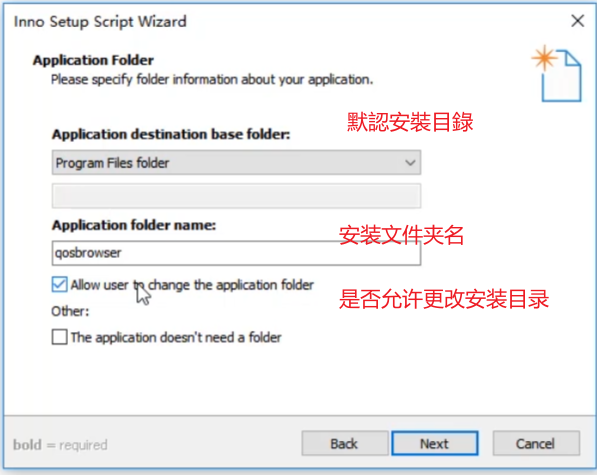 Inno Setup Script Wizard
Application Folder
Please specify folder information about your application.
默認安裝目錄
Application destination base folder:
Program Files folder
Application folder name:
安装文件夹名
qosbrowser
Allow user to change the application folder
是否允许更改安装目录
Other:
The application doesn't need a folder
bold = required
Back
Next
Cancel